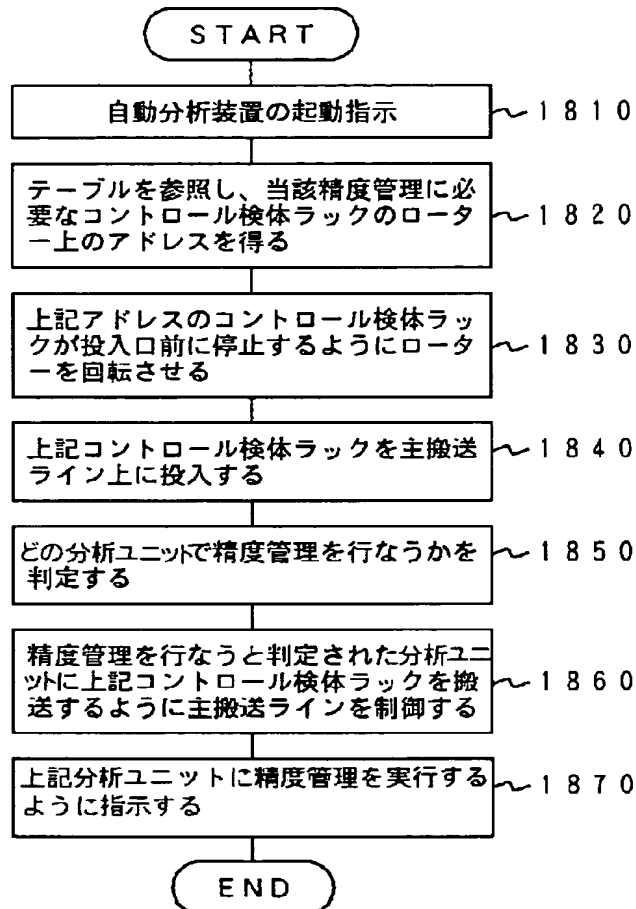 START
自動分析装置の起動指示
1810
テーブルを参照し、当該精度管理に必
要なコントロール検体ラックのロータ
ー上のアドレスを得る
1820
上記アドレスのコントロール検体ラッ
クが投入口前に停止するようにロータ
ーを回転させる
1830
上記コントロール検体ラックを主搬送
ライン上に投入する
1840
どの分析ユニットで精度管理を行なうかを
判定する
1850
精度管理を行なうと判定された分析ユニ
ットに上記コントロール検体ラックを搬
送するように主搬送ラインを制御する
1860
上記分析ユニットに精度管理を実行する
ように指示する
1870
END